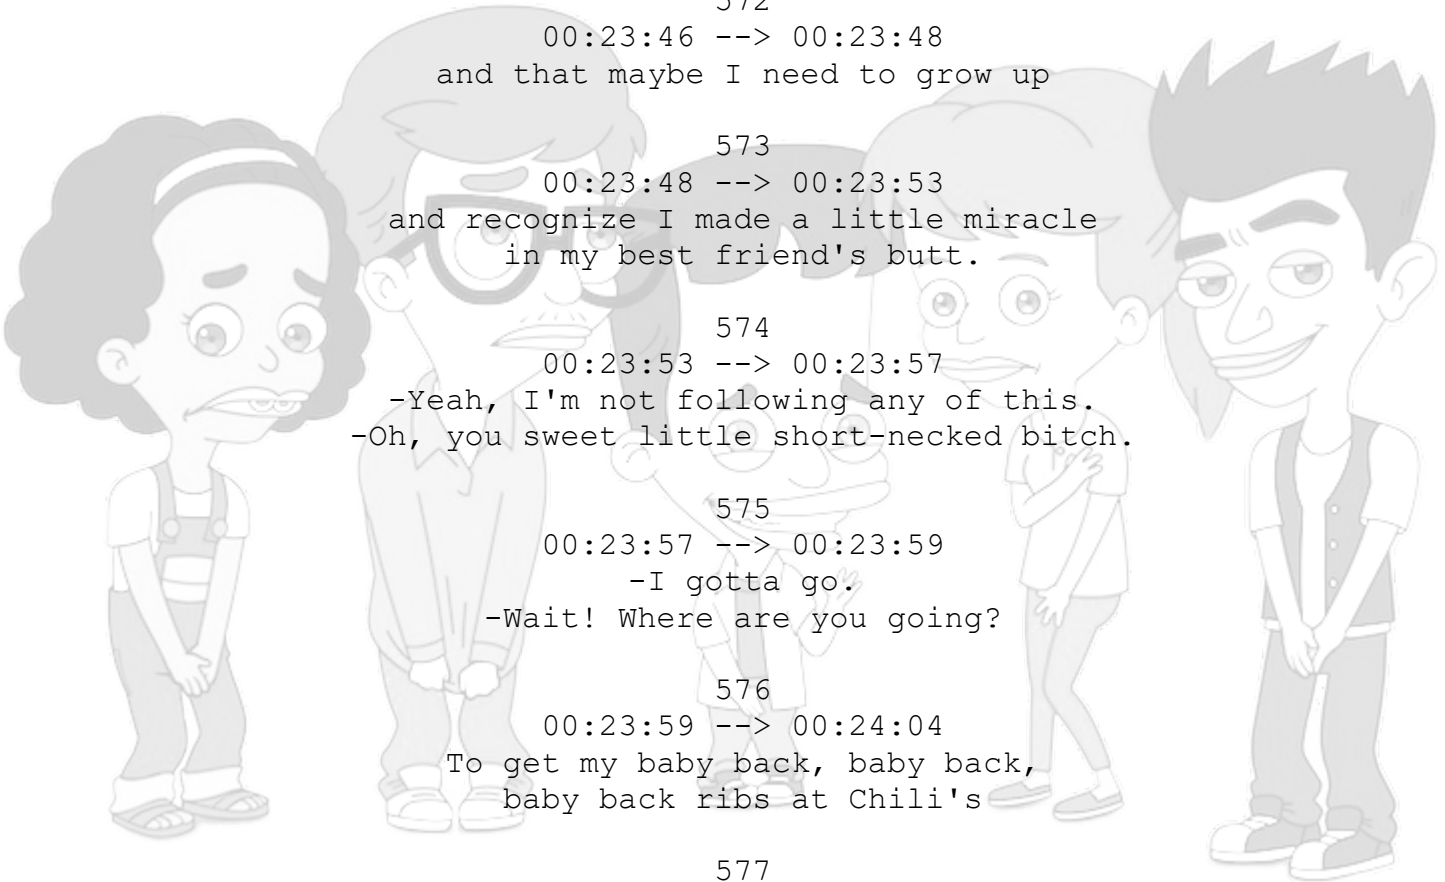 572
00:23:46 --> 00:23:48
and that maybe I need to grow up
573
00:23:48 --> 00:23:53
and recognize I made a little miracle
in my best friend's butt.
574
00:23:53 --> 00:23:57
-Yeah, I'm not following any of this.
-Oh, you sweet little short-necked bitch.
575
00:23:57 --> 00:23:59
-I gotta go.
-Wait! Where are you going?
576
00:23:59 --> 00:24:04
To get my baby back, baby back,
baby back ribs at Chili's
577